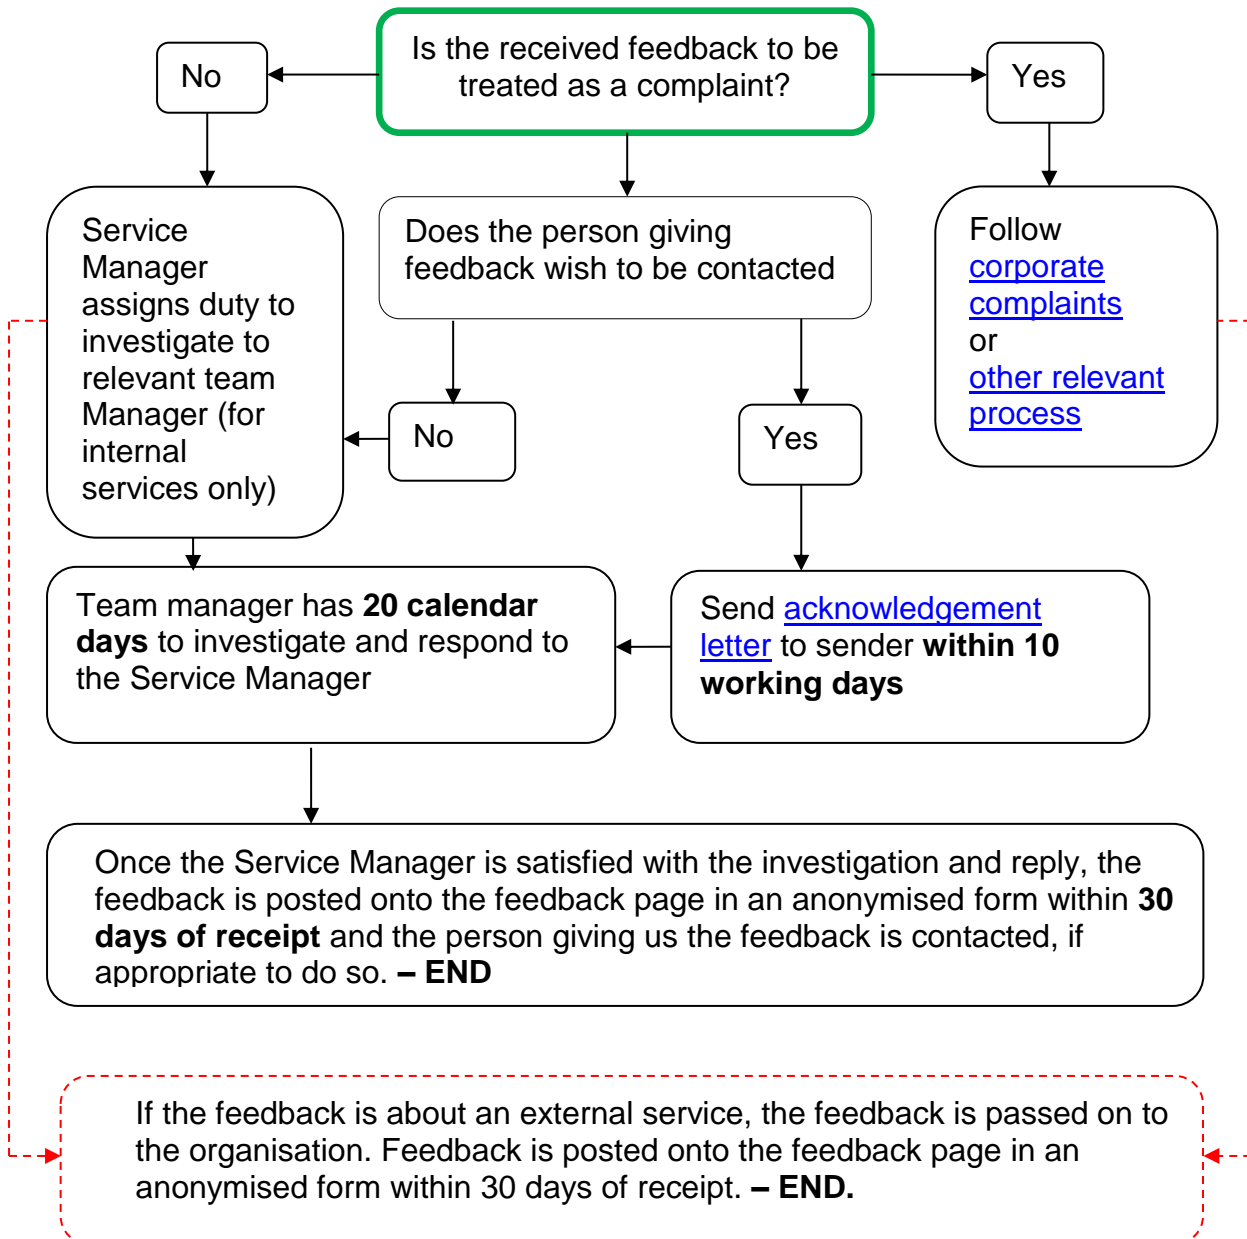 Is the received feedback to be
treated as a complaint?
No
Yes
Service
Manager
assigns duty to
investigate to
relevant team
Manager (for
internal
services only)
Does the person giving
feedback wish to be contacted
Follow
corporate
complaints
or
other relevant
process
No
Yes
Team manager has 20 calendar
days to investigate and respond to
the Service Manager
Send acknowledgement
letter to sender within 10
working days
Once the Service Manager is satisfied with the investigation and reply, the
feedback is posted onto the feedback page in an anonymised form within 30
days of receipt and the person giving us the feedback is contacted, if
appropriate to do so. – END
If the feedback is about an external service, the feedback is passed on to
the organisation. Feedback is posted onto the feedback page in an
anonymised form within 30 days of receipt. – END.